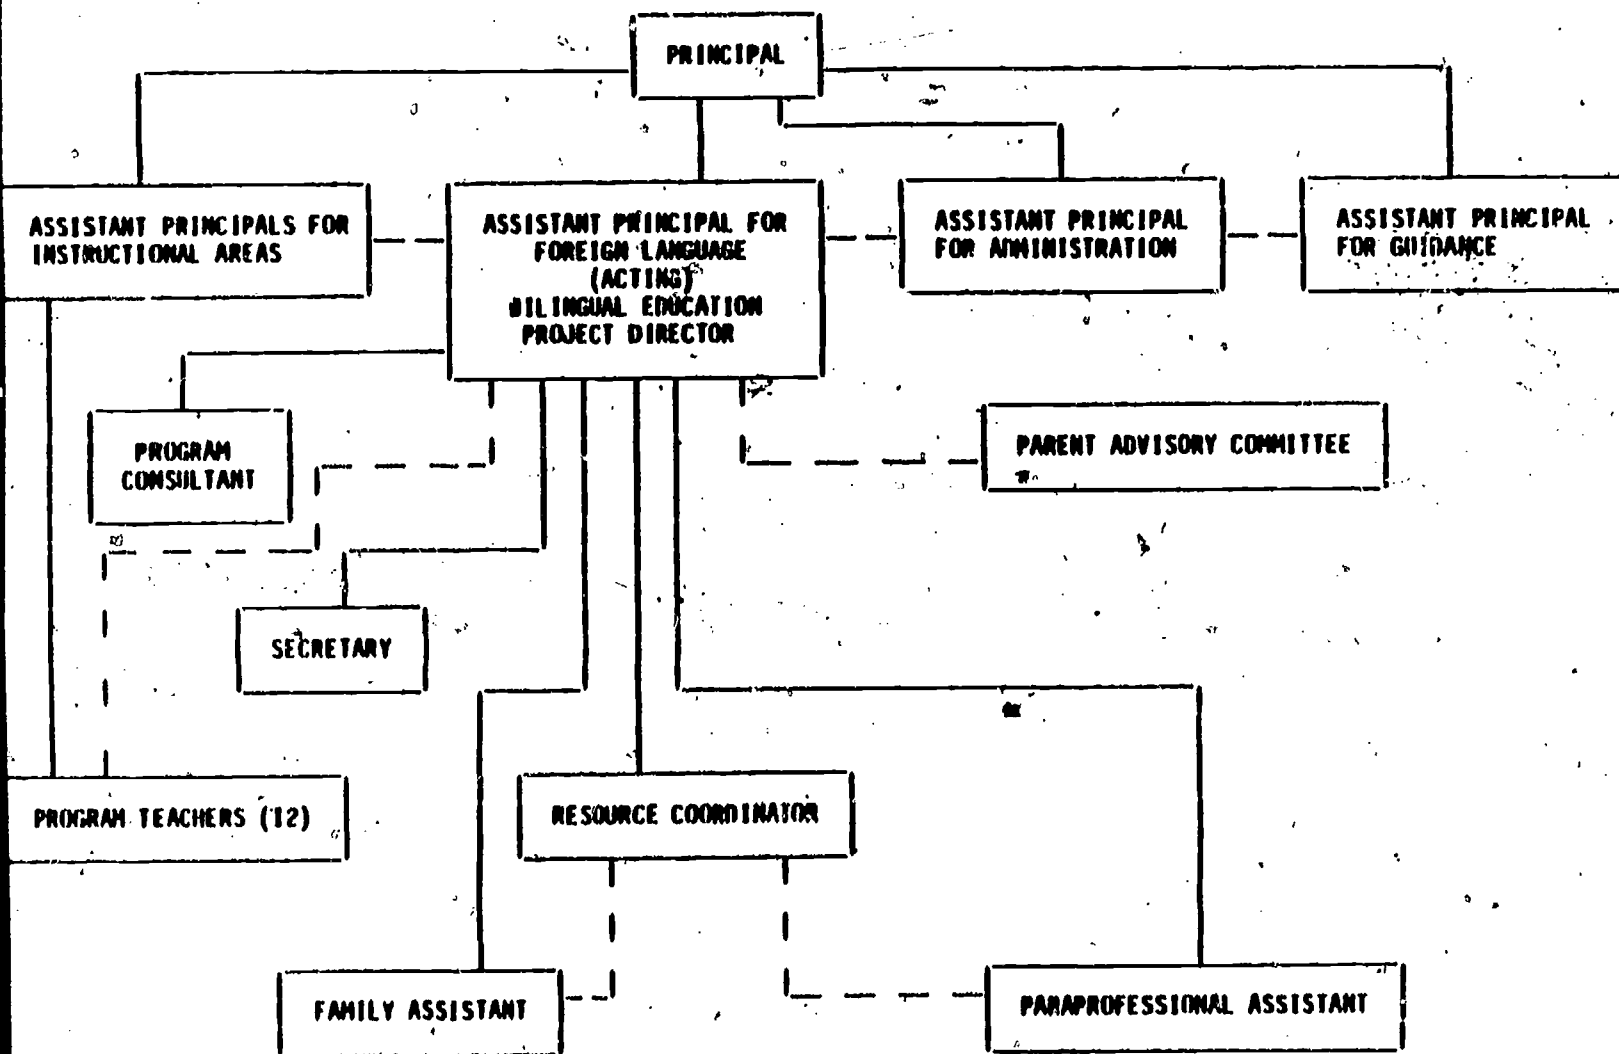 PRINCIPAL
ASSISTANT PRINCIPALS FOR
INSTRUCTIONAL AREAS
ASSISTANT PRINCIPAL FOR
FOREIGN LANGUAGE
(ACTING)
BILINGUAL EDUCATION
PROJECT DIRECTOR
ASSISTANT PRINCIPAL
FOR ADMINISTRATION
ASSISTANT PRINCIPAL
FOR GUIDANCE
PROGRAM
CONSULTANT
PARENT ADVISORY COMMITTEE
SECRETARY
PROGRAM TEACHERS (12)
RESOURCE COORDINATOR
FAMILY ASSISTANT
PARAPROFESSIONAL ASSISTANT